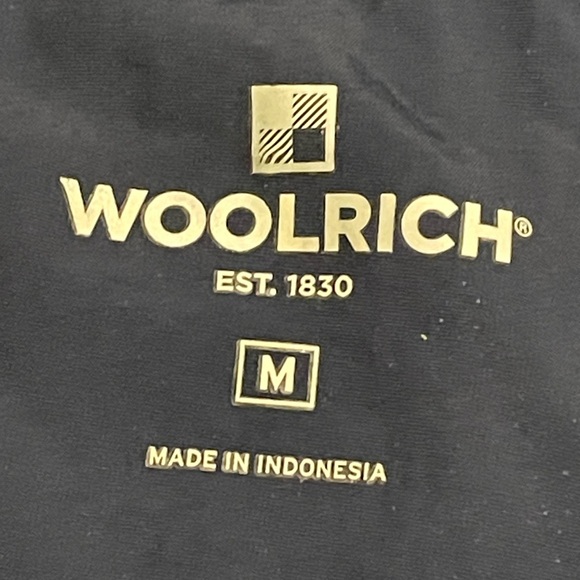 WOOLRICH®
EST. 1830
M
MADE IN INDONESIA